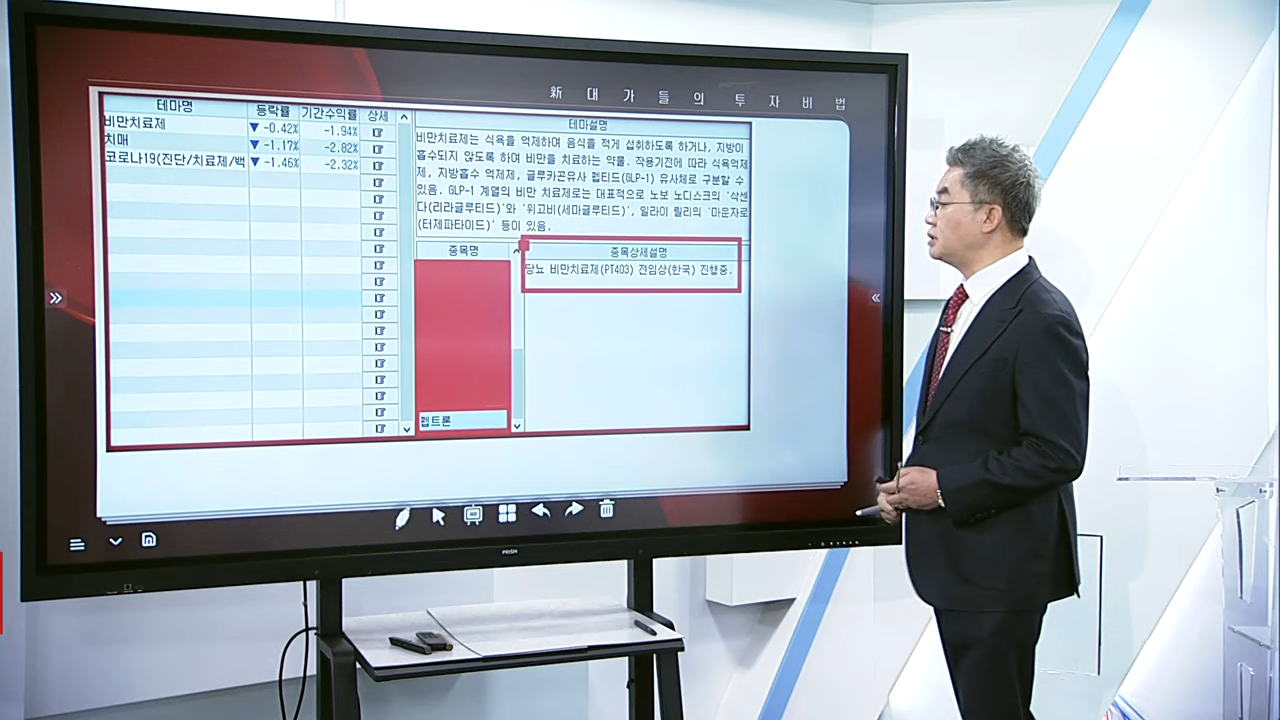 新 대 가 들 의 투 자 비 법
테마명 등락률 기간수익률 상세
비만치료제 ▼ -0.42% -1.94%
치매 ▼ -1.17% -2.82%
코로나19(진단/치료제/백 ▼ -1.46% -2.32%
테마설명
비만치료제는 식욕을 억제하여 음식을 적게 섭취하도록 하거나, 지방이
흡수되지 않도록 하여 비만을 치료하는 약물. 작용기전에 따라 식욕억제
제, 지방흡수 억제제, 글루카곤유사 펩티드(GLP-1) 유사체로 구분할 수
있음. GLP-1 계열의 비만 치료제로는 대표적으로 노보 노디스크의 '삭센
다(리라글루티드)'와 '위고비(세마글루티드)', 일라이 릴리의 '마운자로
(터제파타이드)' 등이 있음.
종목명
펩트론
종목상세설명
당뇨 비만치료제(PT403) 전임상(한국) 진행중.
PRISM